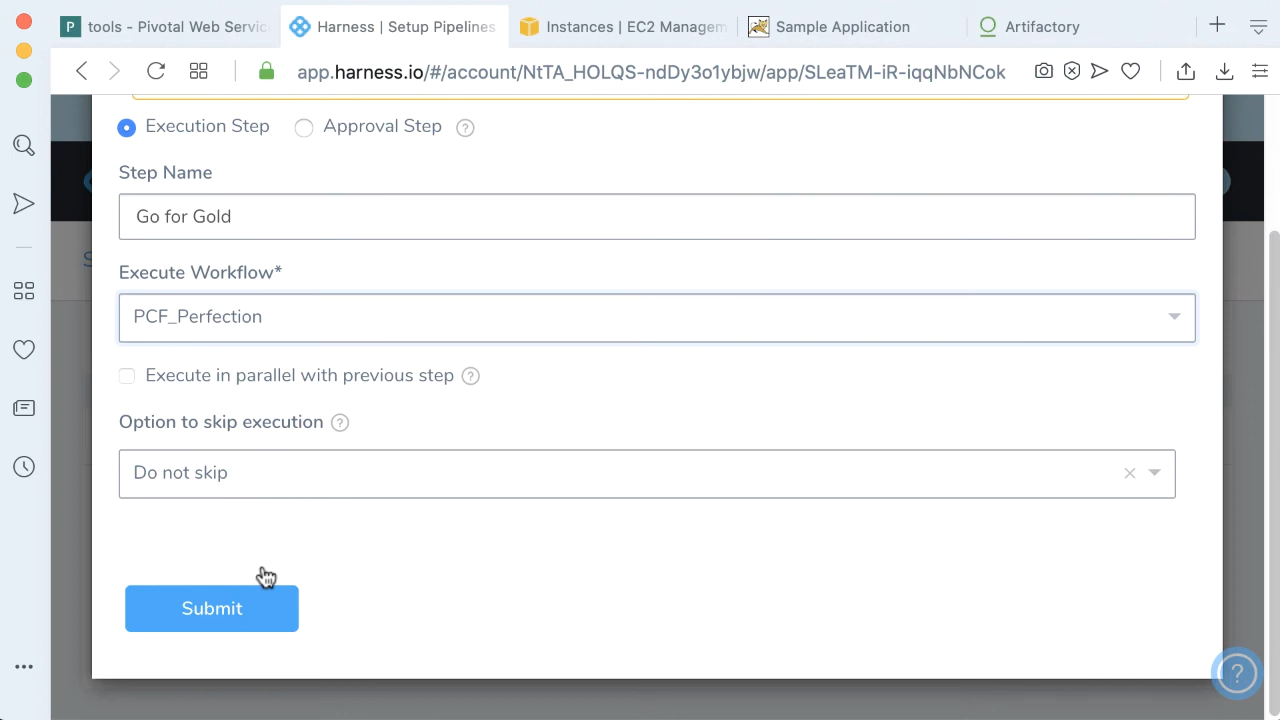 tools - Pivotal Web Servic
Harness | Setup Pipelines
Instances | EC2 Managem
Sample Application
Artifactory
app.harness.io/#/account/NtTA_HOLQS-ndDy3o1ybjw/app/SLeaTM-iR-iqqNbNCok
Execution Step
Approval Step
Step Name
Go for Gold
Execute Workflow*
PCF_Perfection
Execute in parallel with previous step
Option to skip execution
Do not skip
Submit